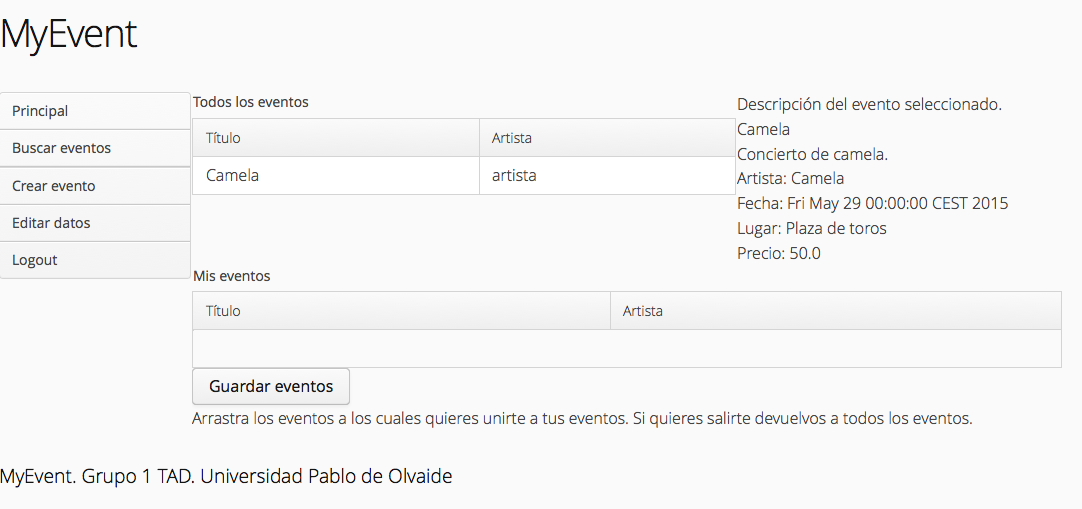 MyEvent
Principal
Buscar eventos
Crear evento
Editar datos
Logout
Todos los eventos
Título Artista
Camela artista
Descripción del evento seleccionado.
Camela
Concierto de camela.
Artista: Camela
Fecha: Fri May 29 00:00:00 CEST 2015
Lugar: Plaza de toros
Precio: 50.0
Mis eventos
Título Artista
Guardar eventos
Arrastra los eventos a los cuales quieres unirte a tus eventos. Si quieres salirte devuelvos a todos los eventos.
MyEvent. Grupo 1 TAD. Universidad Pablo de Olvaide